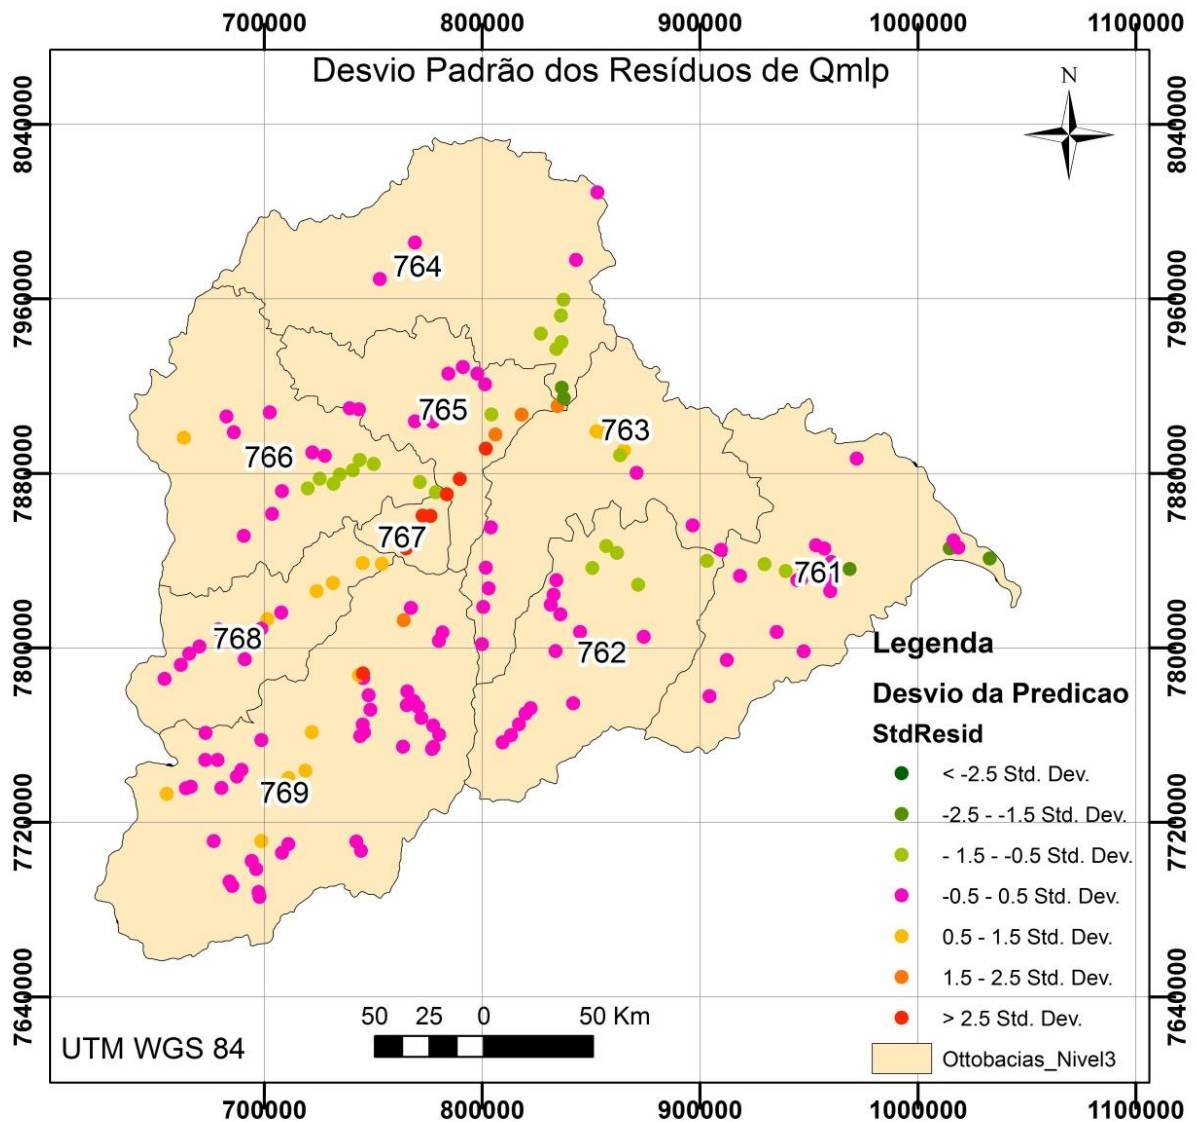 700000 800000 900000 1000000 1100000
Desvio Padrão dos Resíduos de Qmlp
N
8040000 8040000
7960000 7960000
7880000 7880000
7800000 7800000
7720000 7720000
7640000 7640000
764
765
763
766
767
761
768
762
769
Legenda
Desvio da Predicao
StdResid
< -2.5 Std. Dev.
-2.5 - -1.5 Std. Dev.
- 1.5 - -0.5 Std. Dev.
-0.5 - 0.5 Std. Dev.
0.5 - 1.5 Std. Dev.
1.5 - 2.5 Std. Dev.
> 2.5 Std. Dev.
Ottobacias_Nivel3
50 25 0 50 Km
UTM WGS 84
700000 800000 900000 1000000 1100000